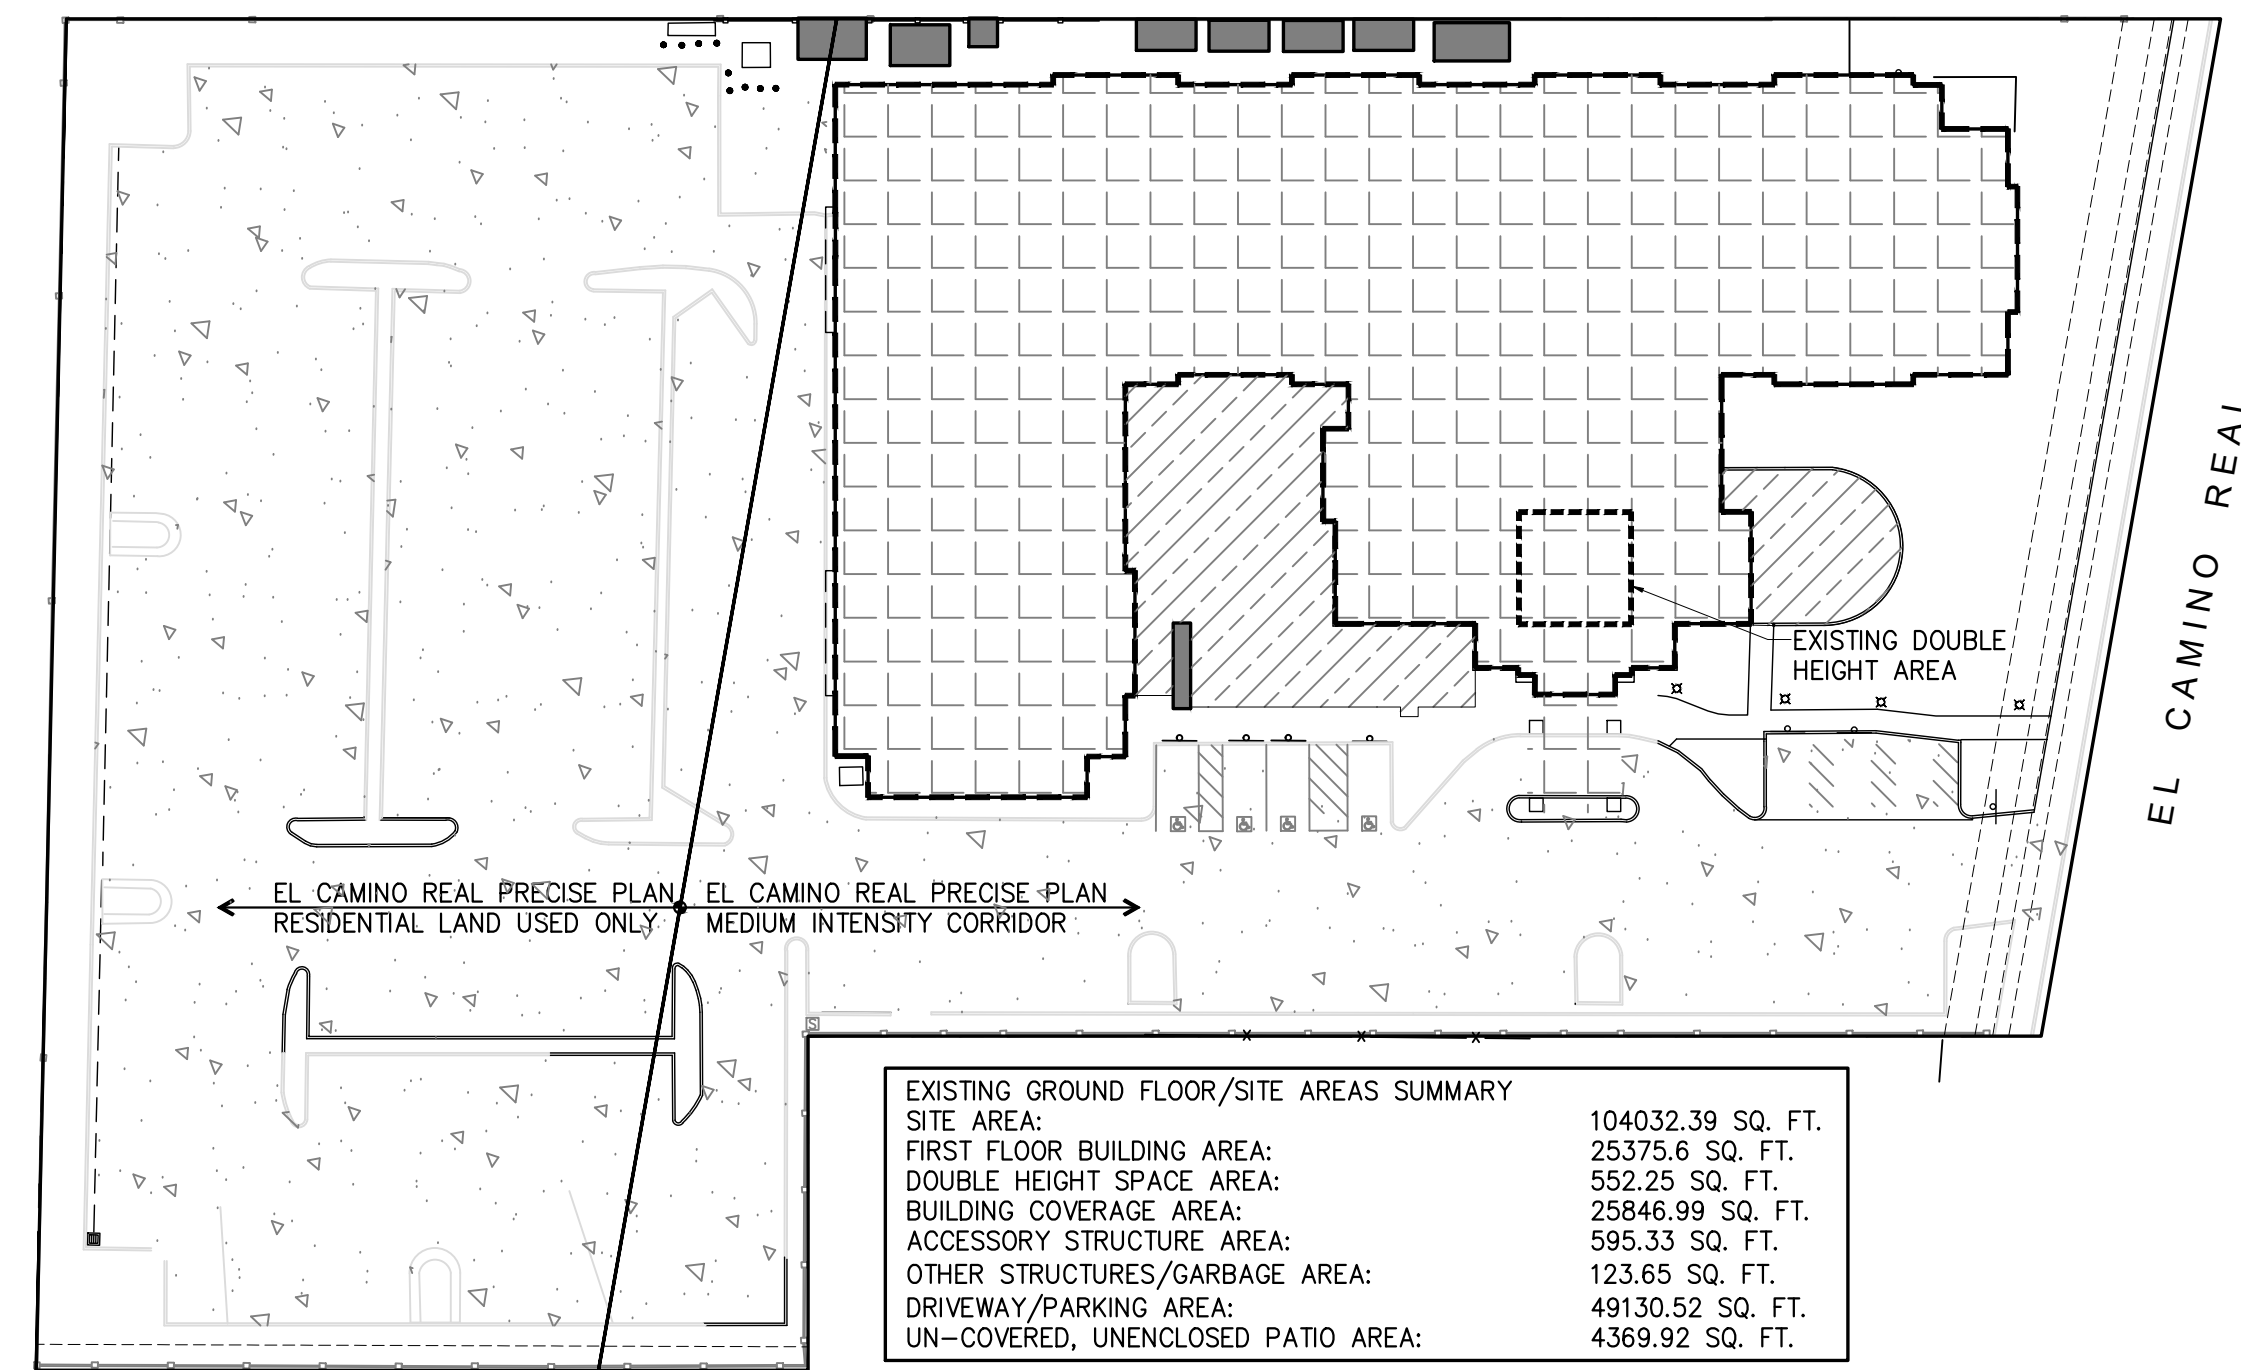 EL CAMINO REAL
EXISTING DOUBLE
HEIGHT AREA
EL CAMINO REAL PRECISE PLAN
RESIDENTIAL LAND USED ONLY
EL CAMINO REAL PRECISE PLAN
MEDIUM INTENSITY CORRIDOR
S
EXISTING GROUND FLOOR/SITE AREAS SUMMARY
SITE AREA: 104032.39 SQ. FT.
FIRST FLOOR BUILDING AREA: 25375.6 SQ. FT.
DOUBLE HEIGHT SPACE AREA: 552.25 SQ. FT.
BUILDING COVERAGE AREA: 25846.99 SQ. FT.
ACCESSORY STRUCTURE AREA: 595.33 SQ. FT.
OTHER STRUCTURES/GARBAGE AREA: 123.65 SQ. FT.
DRIVEWAY/PARKING AREA: 49130.52 SQ. FT.
UN-COVERED, UNENCLOSED PATIO AREA: 4369.92 SQ. FT.